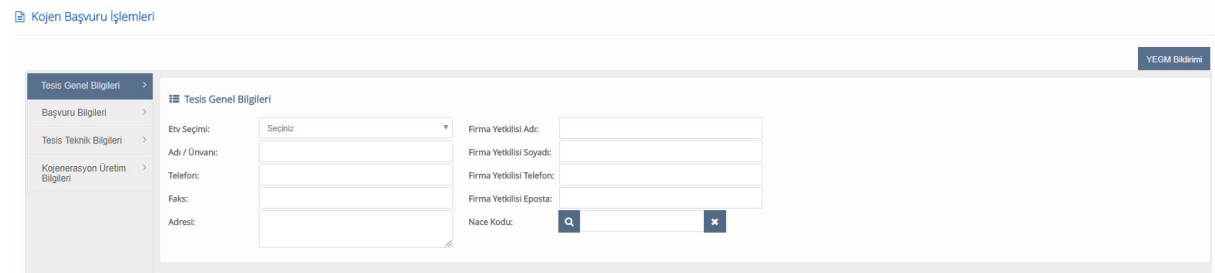 Kojen Başvuru İşlemleri
YEGM Bildirimi
Tesis Genel Bilgileri
Başvuru Bilgileri
Tesis Teknik Bilgileri
Kojenerasyon Üretim
Bilgileri
Tesis Genel Bilgileri
Etv Seçimi: Seçiniz Firma Yetkilisi Adı:
Adı / Ünvanı: Firma Yetkilisi Soyadı:
Telefon: Firma Yetkilisi Telefon:
Faks: Firma Yetkilisi Eposta:
Adresi: Nace Kodu: